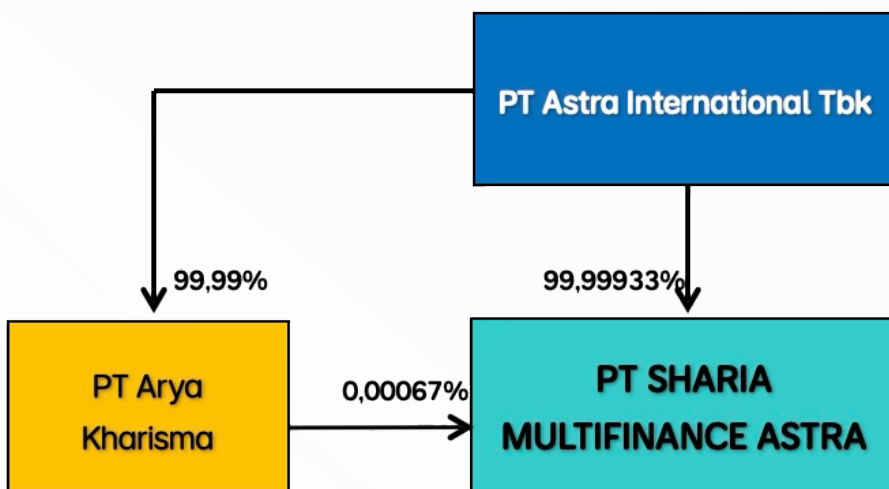 PT Astra International Tbk
99,99%
99,99933%
PT Arya
Kharisma
0,00067%
PT SHARIA
MULTIFINANCE ASTRA